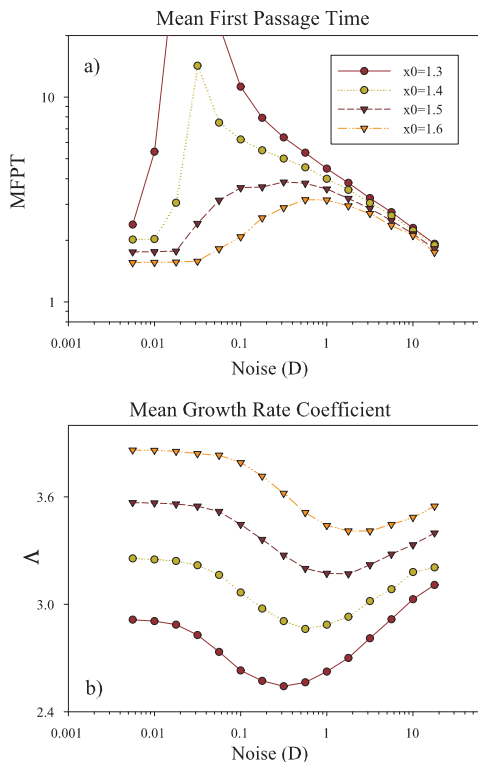 Mean First Passage Time
a)
x0=1.3
x0=1.4
x0=1.5
x0=1.6
10
1
MFPT
0.001 0.01 0.1 1 10
Noise (D)
Mean Growth Rate Coefficient
3.6
3.0
2.4
Λ
b)
0.001 0.01 0.1 1 10
Noise (D)